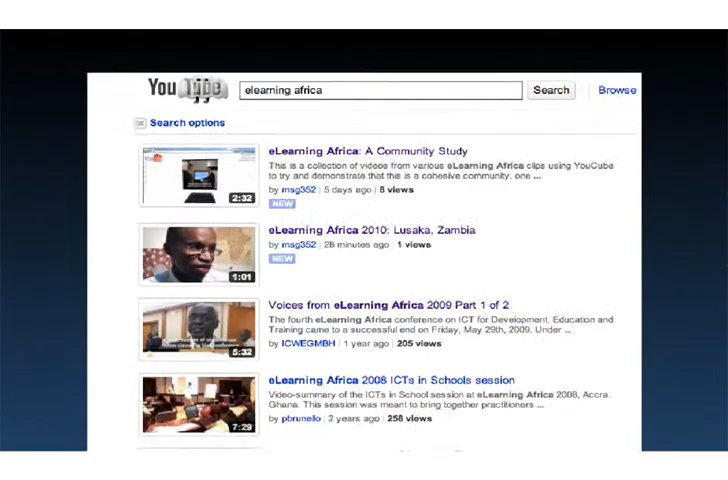 You
elearning africa
Search
Browse
Search options
eLearning Africa: A Community Study
This is a collection of videos from various eLearning Africa clips using YouCube
to try and demonstrate that this is a cohesive community, one ...
by msg352 | 5 days ago | 8 views
NEW
2:32
eLearning Africa 2010: Lusaka, Zambia
by msg352 | 28 minutes ago | 1 views
NEW
1:01
Voices from eLearning Africa 2009 Part 1 of 2
The fourth eLearning Africa conference on ICT for Development, Education and
Training came to a successful end on Friday, May 29th, 2009, Under ...
by ICWEGMBH | 1 year ago | 205 views
5:32
eLearning Africa 2008 ICTs in Schools session
Video-summary of the ICTs in School session at eLearning Africa 2008, Accra.
Ghana. This session was meant to bring together practitioners ...
by pbrunello | 2 years ago | 258 views
7:29